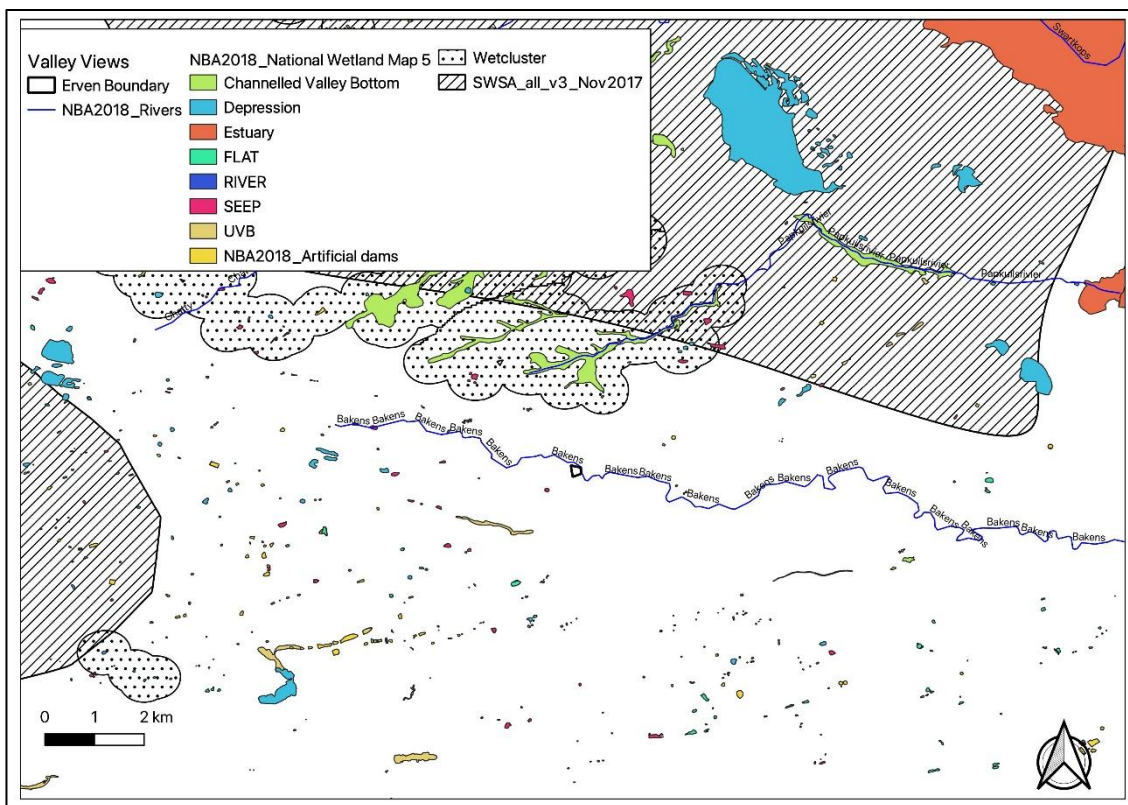 Valley Views
Erven Boundary
NBA2018_Rivers
NBA2018_National Wetland Map 5
Channelled Valley Bottom
Depression
Estuary
FLAT
RIVER
SEEP
UVB
NBA2018_Artificial dams
Wetcluster
SWSA_all_v3_Nov2017
Swartkops
Papkuilsrivier
Papkuilsrivier Papkuilsrivier
Papkuilsrivier
Chatty
Bakens Bakens
Bakens Bakens
Bakens
Bakens
Bakens Bakens
Bakens
Bakens Bakens
Bakens
Bakens
Bakens Bakens
Bakens Bakens
Bakens
Bakens
0 1 2 km